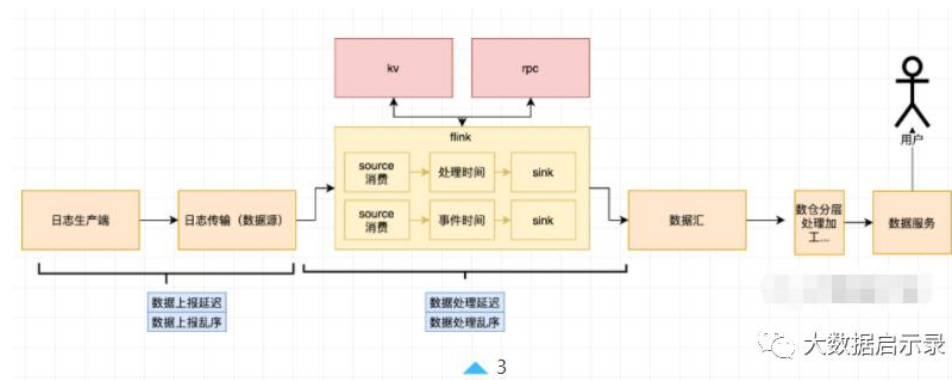 kv
rpc
flink
source
消费
处理时间
sink
source
消费
事件时间
sink
用户
日志生产端
日志传输（数据源）
数据汇
数仓分层
处理加
工...
数据服务
数据上报延迟
数据上报乱序
数据处理延迟
数据处理乱序
大数据启示录
3